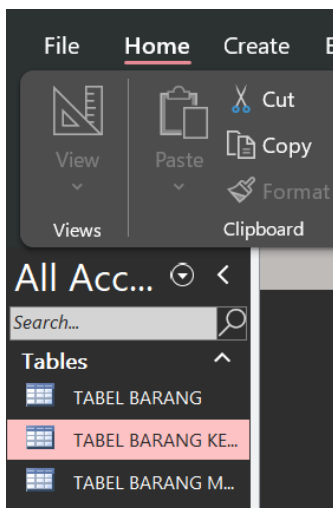 File Home Create
View Paste Cut
Copy
Format
Views Clipboard
All Acc...
Search...
Tables
TABEL BARANG
TABEL BARANG KE...
TABEL BARANG M...